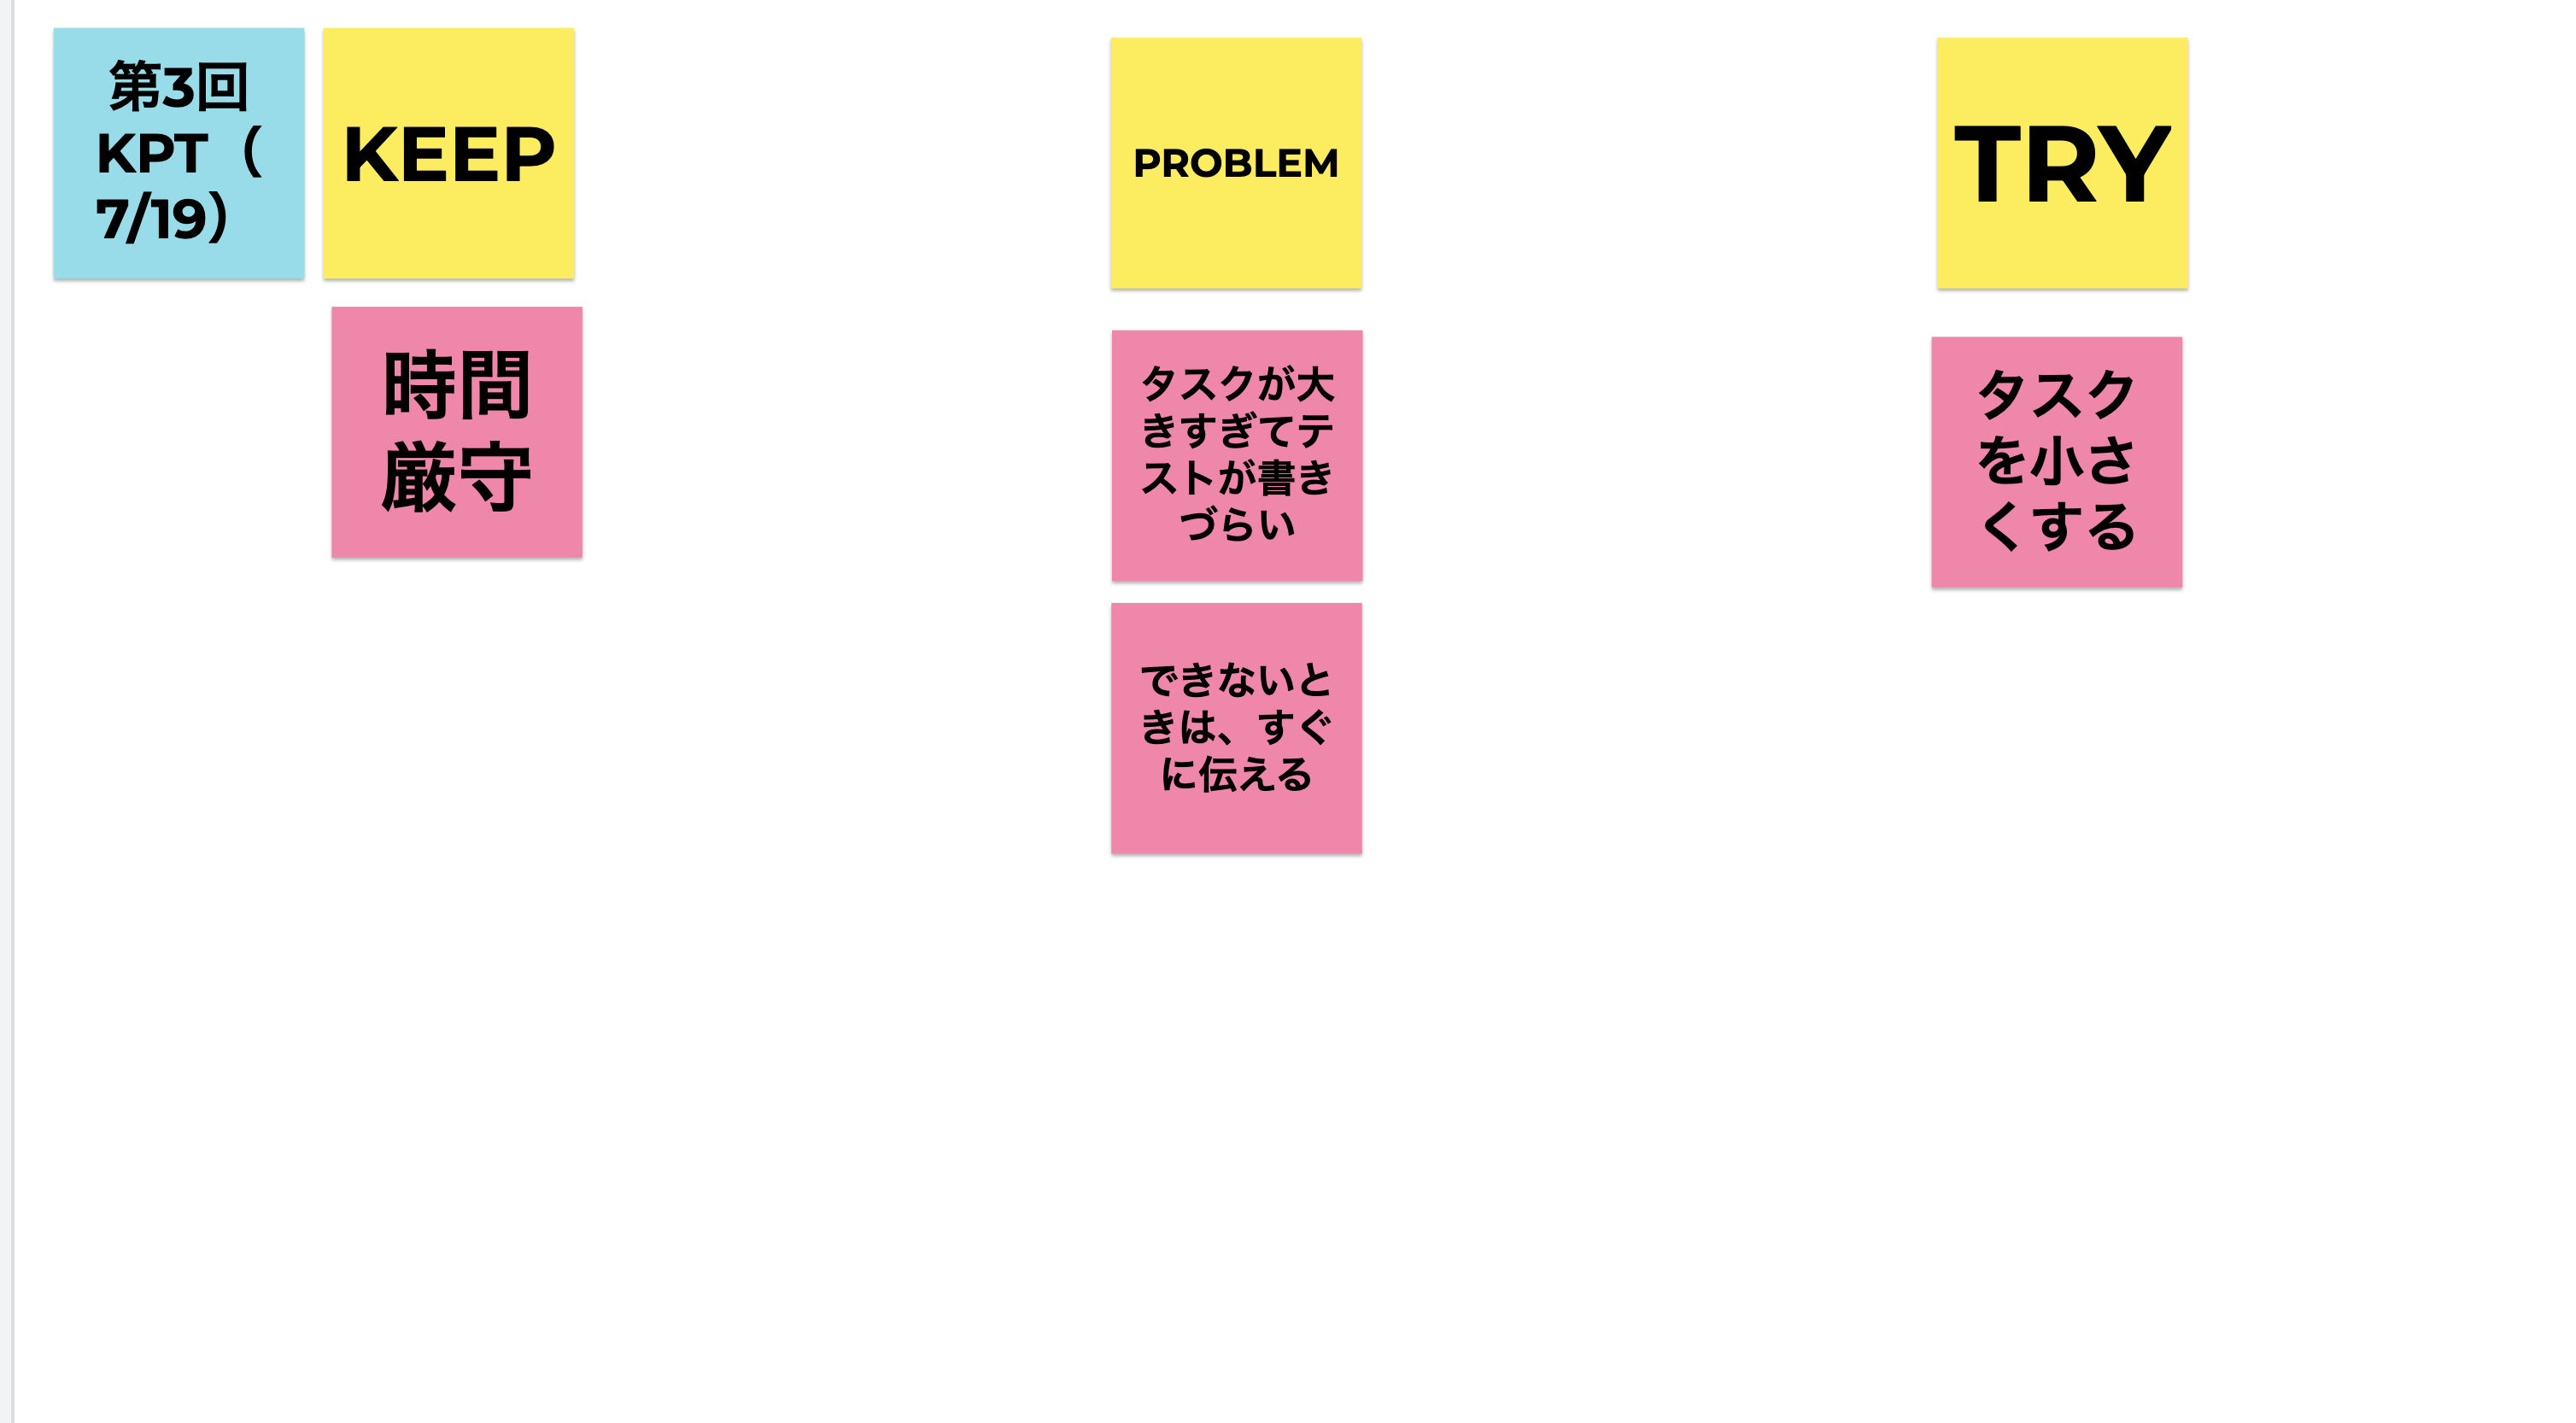 第3回
KPT（
7/19）
KEEP
時間
厳守
PROBLEM
タスクが大
きすぎてテ
ストが書き
づらい
できないと
きは、すぐ
に伝える
TRY
タスク
を小さ
くする